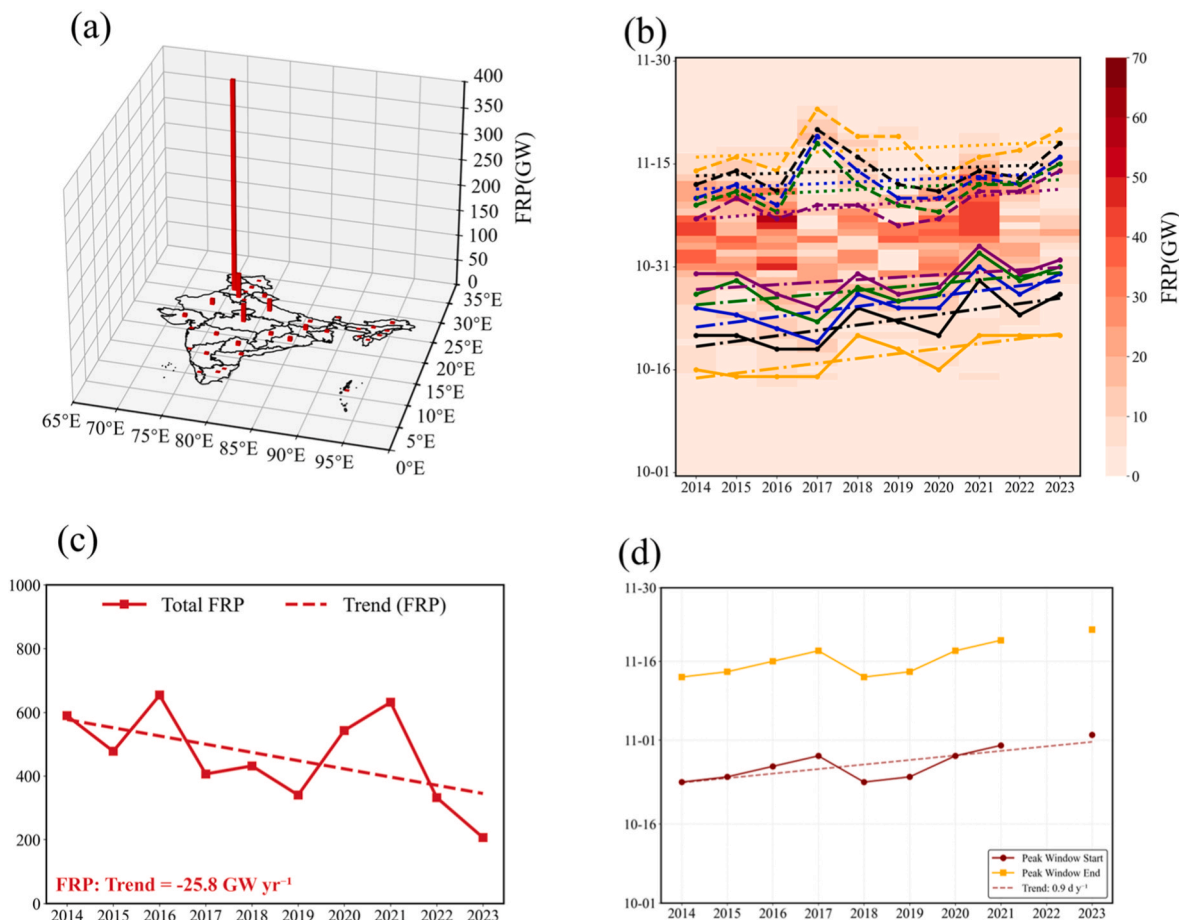 (a)
400
350
300
250
200
150
100
50
0
FRP(GW)
35°E
30°E
25°E
20°E
15°E
10°E
5°E
0°E
65°E
70°E
75°E
80°E
85°E
90°E
95°E
(b)
11-30
11-15
10-31
10-16
10-01
2014 2015 2016 2017 2018 2019 2020 2021 2022 2023
70
60
50
40
30
20
10
0
FRP(GW)
(c)
1000
800
600
400
200
0
Total FRP
Trend (FRP)
FRP: Trend = -25.8 GW yr⁻¹
2014 2015 2016 2017 2018 2019 2020 2021 2022 2023
(d)
11-30
11-16
11-01
10-16
10-01
Peak Window Start
Peak Window End
Trend: 0.9 d y⁻¹
2014 2015 2016 2017 2018 2019 2020 2021 2022 2023